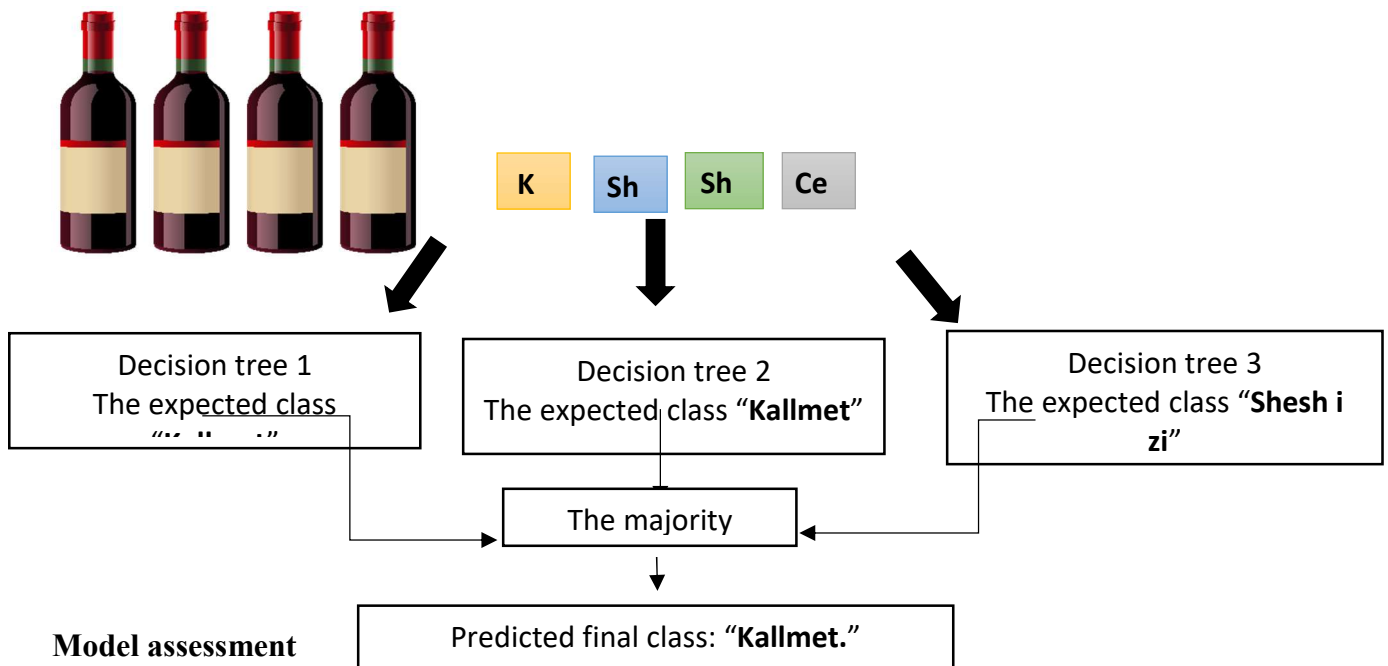 K
Sh
Sh
Ce
Decision tree 1
The expected class
Decision tree 2
The expected class “Kallmet”
Decision tree 3
The expected class “Shesh i
zi”
The majority
Predicted final class: “Kallmet.”
Model assessment